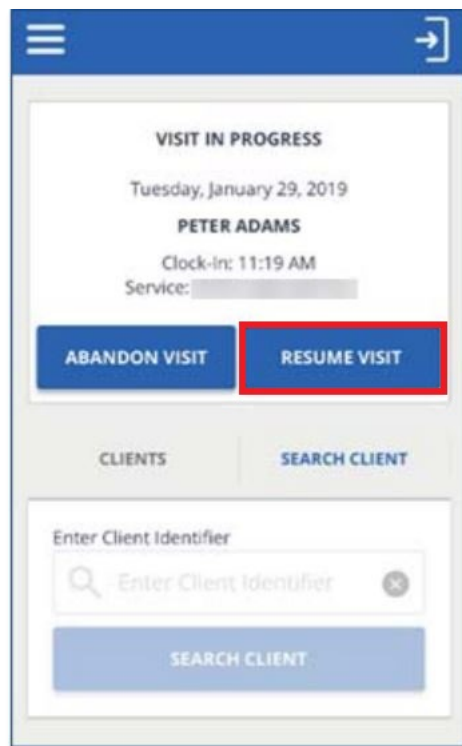 VISIT IN PROGRESS
Tuesday, January 29, 2019
PETER ADAMS
Clock-in: 11:19 AM
Service:
ABANDON VISIT
RESUME VISIT
CLIENTS
SEARCH CLIENT
Enter Client Identifier
Enter Client Identifier
SEARCH CLIENT